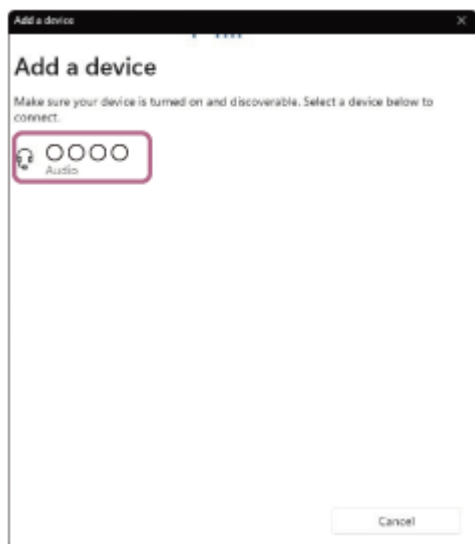 Add a device
Add a device
Make sure your device is turned on and discoverable. Select a device below to
connect.
○○○○
Audio
Cancel